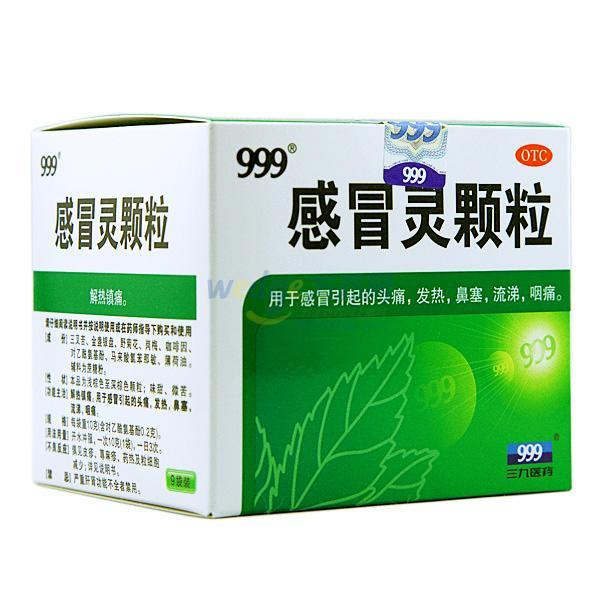 999®
感冒灵颗粒
解热镇痛。
请仔细阅读说明书并按说明使用或在药师指导下购买和使用
[成 份] 三叉苦、金盏银盘、野菊花、岗梅、咖啡因、
对乙酰氨基酚、马来酸氯苯那敏、薄荷油。
辅料为蔗糖粉。
[性 状] 本品为浅棕色至深棕色颗粒;味甜、微苦。
[功能主治] 解热镇痛。用于感冒引起的头痛,发热,鼻塞,
流涕,咽痛。
[规 格] 每袋重10克(含对乙酰氨基酚0.2克)。
[用法用量] 开水冲服,一次10克(1袋),一日3次。
[不良反应] 偶见皮疹、荨麻疹、药热及粒细胞
减少;详见说明书。
[禁 忌] 严重肝肾功能不全者禁用。
9袋装
999®
999
999
OTC
感冒灵颗粒
用于感冒引起的头痛,发热,鼻塞,流涕,咽痛。
999
999
999®
三九医药